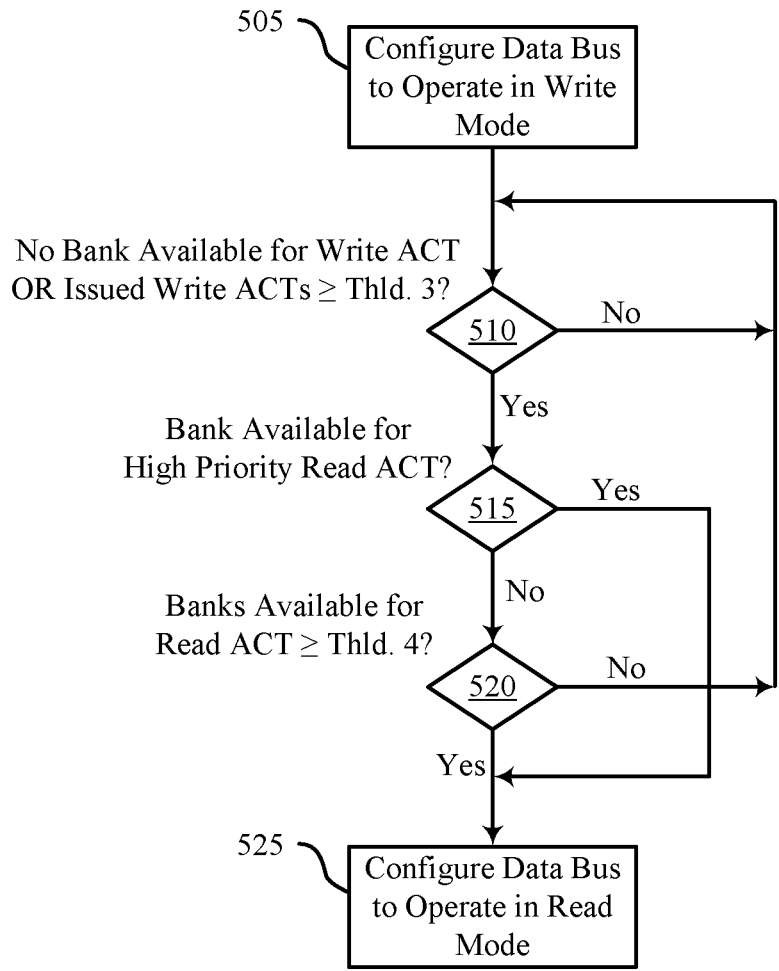 505
Configure Data Bus
to Operate in Write
Mode
No Bank Available for Write ACT
OR Issued Write ACTs ≥ Thld. 3?
510
No
Yes
Bank Available for
High Priority Read ACT?
515
Yes
No
Banks Available for
Read ACT ≥ Thld. 4?
520
No
Yes
525
Configure Data Bus
to Operate in Read
Mode